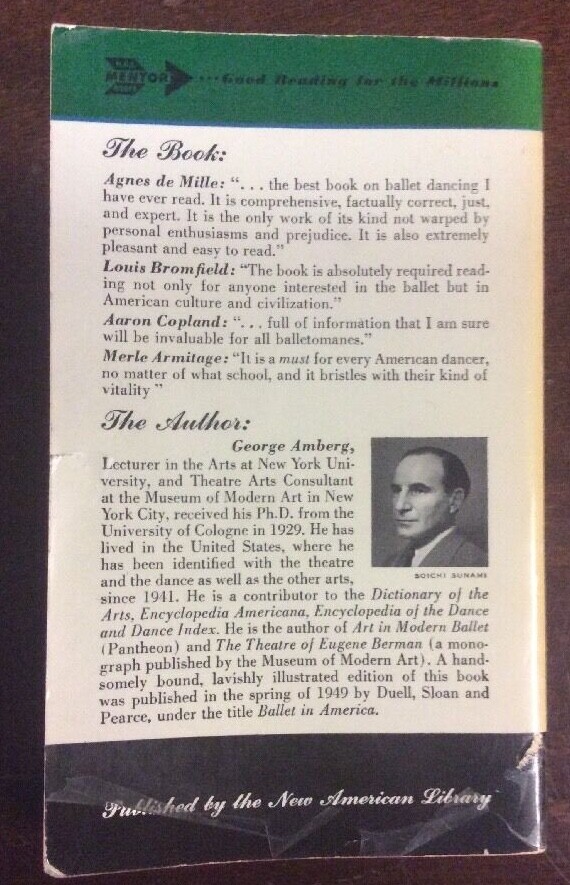 NAL
MENTOR
BOOKS
...Good Reading for the Millions
The Book:
Agnes de Mille: “. . . the best book on ballet dancing I
have ever read. It is comprehensive, factually correct, just,
and expert. It is the only work of its kind not warped by
personal enthusiasms and prejudice. It is also extremely
pleasant and easy to read.”
Louis Bromfield: “The book is absolutely required read-
ing not only for anyone interested in the ballet but in
American culture and civilization.”
Aaron Copland: “. . . full of information that I am sure
will be invaluable for all balletomanes.”
Merle Armitage: “It is a must for every American dancer,
no matter of what school, and it bristles with their kind of
vitality ”
The Author:
George Amberg,
Lecturer in the Arts at New York Uni-
versity, and Theatre Arts Consultant
at the Museum of Modern Art in New
York City, received his Ph.D. from the
University of Cologne in 1929. He has
lived in the United States, where he
has been identified with the theatre
and the dance as well as the other arts,
SOICHI SUNAMI
since 1941. He is a contributor to the Dictionary of the
Arts, Encyclopedia Americana, Encyclopedia of the Dance
and Dance Index. He is the author of Art in Modern Ballet
(Pantheon) and The Theatre of Eugene Berman (a mono-
graph published by the Museum of Modern Art). A hand-
somely bound, lavishly illustrated edition of this book
was published in the spring of 1949 by Duell, Sloan and
Pearce, under the title Ballet in America.
Published by the New American Library